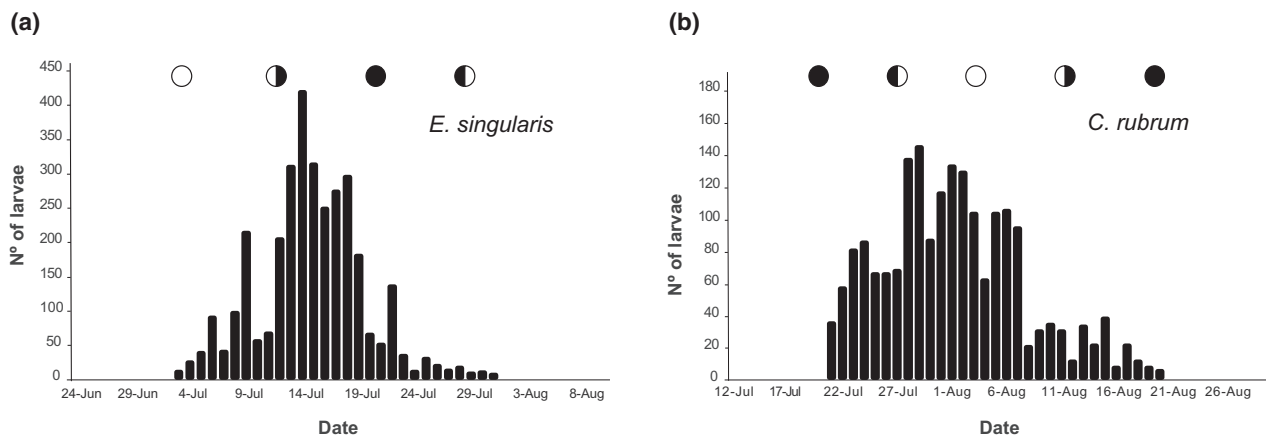 (a)
450
400
350
300
250
200
150
100
50
0
Nº of larvae
E. singularis
24-Jun 29-Jun 4-Jul 9-Jul 14-Jul 19-Jul 24-Jul 29-Jul 3-Aug 8-Aug
Date
(b)
180
160
140
120
100
80
60
40
20
0
Nº of larvae
C. rubrum
12-Jul 17-Jul 22-Jul 27-Jul 1-Aug 6-Aug 11-Aug 16-Aug 21-Aug 26-Aug
Date